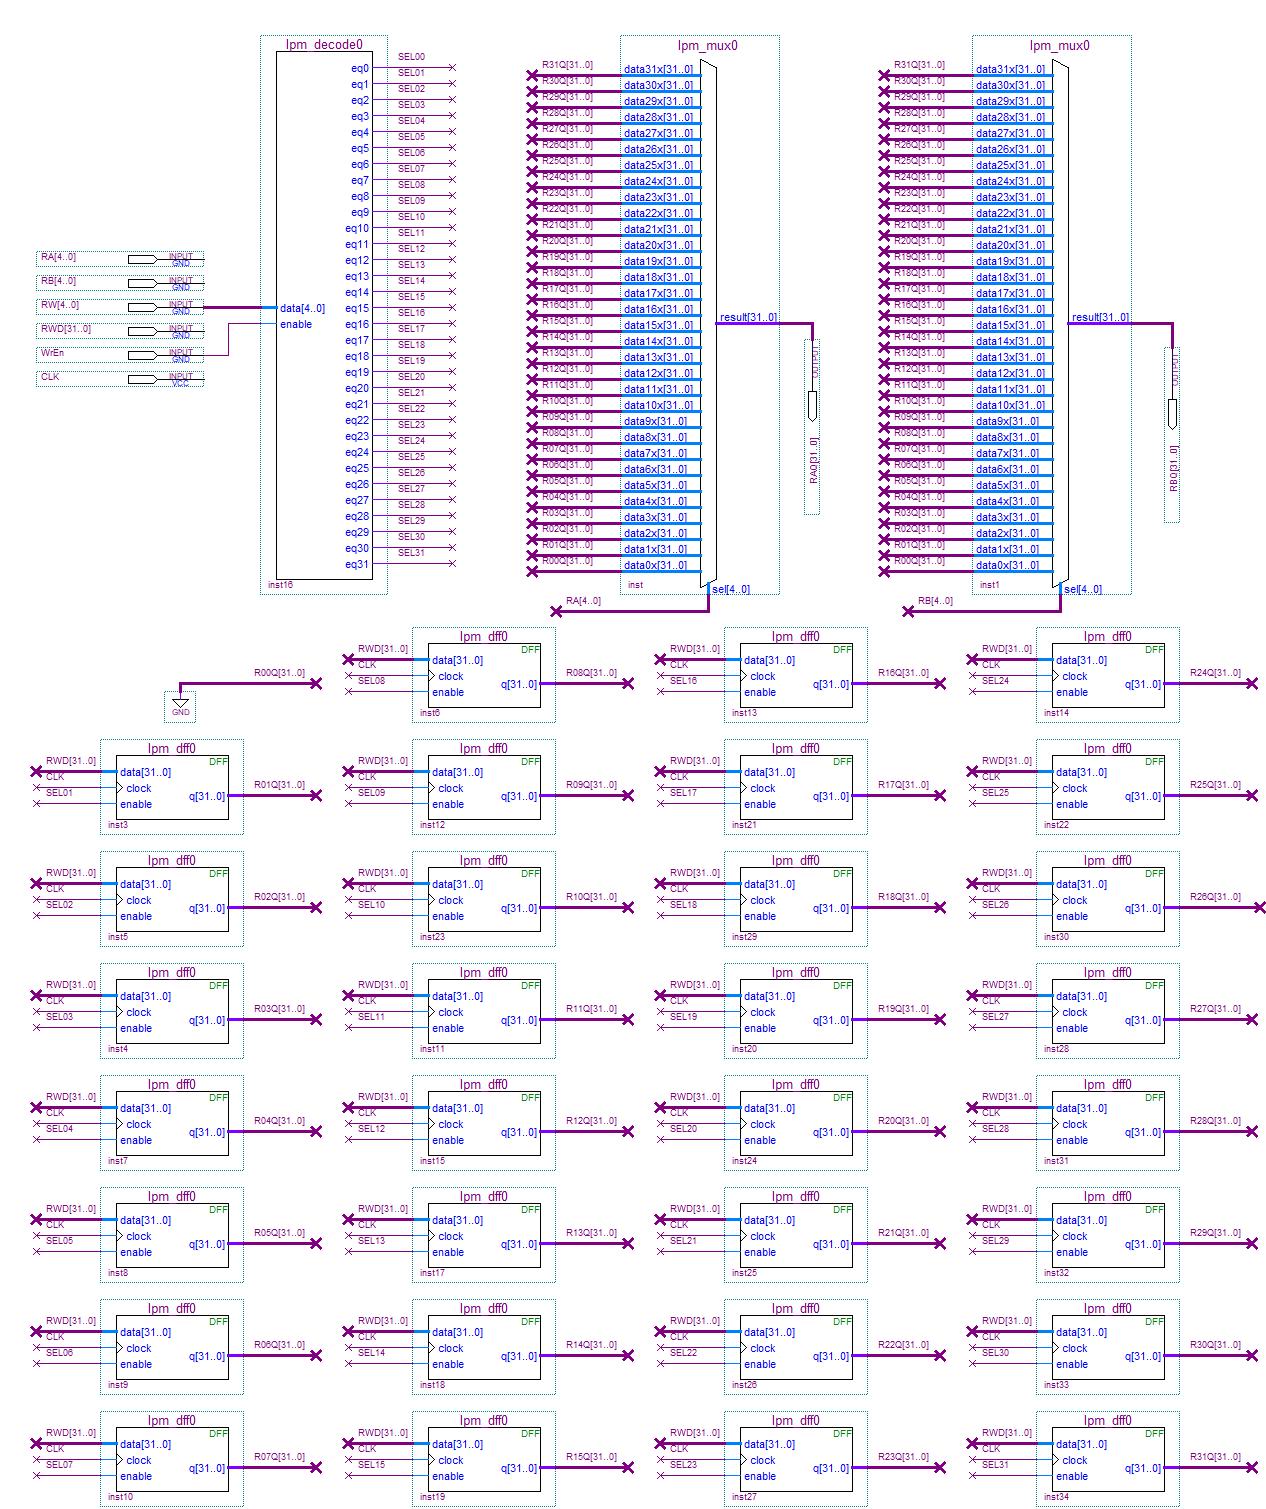 lpm_decode0
SEL00
eq0
SEL01
eq1
SEL02
eq2
SEL03
eq3
SEL04
eq4
SEL05
eq5
SEL06
eq6
SEL07
eq7
SEL08
eq8
SEL09
eq9
SEL10
eq10
SEL11
eq11
SEL12
eq12
SEL13
eq13
SEL14
eq14
SEL15
eq15
SEL16
eq16
SEL17
eq17
SEL18
eq18
SEL19
eq19
SEL20
eq20
SEL21
eq21
SEL22
eq22
SEL23
eq23
SEL24
eq24
SEL25
eq25
SEL26
eq26
SEL27
eq27
SEL28
eq28
SEL29
eq29
SEL30
eq30
SEL31
eq31
data[4..0]
enable
inst16
RA[4..0] INPUT GND
RB[4..0] INPUT GND
RW[4..0] INPUT GND
RWD[31..0] INPUT GND
WrEn INPUT GND
CLK INPUT VCC
lpm_mux0
R31Q[31..0] data31x[31..0]
R30Q[31..0] data30x[31..0]
R29Q[31..0] data29x[31..0]
R28Q[31..0] data28x[31..0]
R27Q[31..0] data27x[31..0]
R26Q[31..0] data26x[31..0]
R25Q[31..0] data25x[31..0]
R24Q[31..0] data24x[31..0]
R23Q[31..0] data23x[31..0]
R22Q[31..0] data22x[31..0]
R21Q[31..0] data21x[31..0]
R20Q[31..0] data20x[31..0]
R19Q[31..0] data19x[31..0]
R18Q[31..0] data18x[31..0]
R17Q[31..0] data17x[31..0]
R16Q[31..0] data16x[31..0]
R15Q[31..0] data15x[31..0]
R14Q[31..0] data14x[31..0]
R13Q[31..0] data13x[31..0]
R12Q[31..0] data12x[31..0]
R11Q[31..0] data11x[31..0]
R10Q[31..0] data10x[31..0]
R09Q[31..0] data9x[31..0]
R08Q[31..0] data8x[31..0]
R07Q[31..0] data7x[31..0]
R06Q[31..0] data6x[31..0]
R05Q[31..0] data5x[31..0]
R04Q[31..0] data4x[31..0]
R03Q[31..0] data3x[31..0]
R02Q[31..0] data2x[31..0]
R01Q[31..0] data1x[31..0]
R00Q[31..0] data0x[31..0]
result[31..0]
OUTPUT
RAQ[31..0]
inst
sel[4..0]
RA[4..0]
lpm_mux0
R31Q[31..0] data31x[31..0]
R30Q[31..0] data30x[31..0]
R29Q[31..0] data29x[31..0]
R28Q[31..0] data28x[31..0]
R27Q[31..0] data27x[31..0]
R26Q[31..0] data26x[31..0]
R25Q[31..0] data25x[31..0]
R24Q[31..0] data24x[31..0]
R23Q[31..0] data23x[31..0]
R22Q[31..0] data22x[31..0]
R21Q[31..0] data21x[31..0]
R20Q[31..0] data20x[31..0]
R19Q[31..0] data19x[31..0]
R18Q[31..0] data18x[31..0]
R17Q[31..0] data17x[31..0]
R16Q[31..0] data16x[31..0]
R15Q[31..0] data15x[31..0]
R14Q[31..0] data14x[31..0]
R13Q[31..0] data13x[31..0]
R12Q[31..0] data12x[31..0]
R11Q[31..0] data11x[31..0]
R10Q[31..0] data10x[31..0]
R09Q[31..0] data9x[31..0]
R08Q[31..0] data8x[31..0]
R07Q[31..0] data7x[31..0]
R06Q[31..0] data6x[31..0]
R05Q[31..0] data5x[31..0]
R04Q[31..0] data4x[31..0]
R03Q[31..0] data3x[31..0]
R02Q[31..0] data2x[31..0]
R01Q[31..0] data1x[31..0]
R00Q[31..0] data0x[31..0]
result[31..0]
OUTPUT
RBQ[31..0]
inst1
sel[4..0]
RB[4..0]
lpm_dff0 lpm_dff0 lpm_dff0
DFF DFF DFF
RWD[31..0] data[31..0] RWD[31..0] data[31..0] RWD[31..0] data[31..0]
CLK clock CLK clock CLK clock
R00Q[31..0] q[31..0] R08Q[31..0] q[31..0] R16Q[31..0] q[31..0] R24Q[31..0]
SEL08 enable SEL16 enable SEL24 enable
GND inst6 inst13 inst14
lpm_dff0 lpm_dff0 lpm_dff0 lpm_dff0
DFF DFF DFF DFF
RWD[31..0] data[31..0] RWD[31..0] data[31..0] RWD[31..0] data[31..0] RWD[31..0] data[31..0]
CLK clock CLK clock CLK clock CLK clock
q[31..0] R01Q[31..0] q[31..0] R09Q[31..0] q[31..0] R17Q[31..0] q[31..0] R25Q[31..0]
SEL01 enable SEL09 enable SEL17 enable SEL25 enable
inst3 inst12 inst21 inst22
lpm_dff0 lpm_dff0 lpm_dff0 lpm_dff0
DFF DFF DFF DFF
RWD[31..0] data[31..0] RWD[31..0] data[31..0] RWD[31..0] data[31..0] RWD[31..0] data[31..0]
CLK clock CLK clock CLK clock CLK clock
q[31..0] R02Q[31..0] q[31..0] R10Q[31..0] q[31..0] R18Q[31..0] q[31..0] R26Q[31..0]
SEL02 enable SEL10 enable SEL18 enable SEL26 enable
inst5 inst23 inst29 inst30
lpm_dff0 lpm_dff0 lpm_dff0 lpm_dff0
DFF DFF DFF DFF
RWD[31..0] data[31..0] RWD[31..0] data[31..0] RWD[31..0] data[31..0] RWD[31..0] data[31..0]
CLK clock CLK clock CLK clock CLK clock
q[31..0] R03Q[31..0] q[31..0] R11Q[31..0] q[31..0] R19Q[31..0] q[31..0] R27Q[31..0]
SEL03 enable SEL11 enable SEL19 enable SEL27 enable
inst4 inst11 inst20 inst28
lpm_dff0 lpm_dff0 lpm_dff0 lpm_dff0
DFF DFF DFF DFF
RWD[31..0] data[31..0] RWD[31..0] data[31..0] RWD[31..0] data[31..0] RWD[31..0] data[31..0]
CLK clock CLK clock CLK clock CLK clock
q[31..0] R04Q[31..0] q[31..0] R12Q[31..0] q[31..0] R20Q[31..0] q[31..0] R28Q[31..0]
SEL04 enable SEL12 enable SEL20 enable SEL28 enable
inst7 inst15 inst24 inst31
lpm_dff0 lpm_dff0 lpm_dff0 lpm_dff0
DFF DFF DFF DFF
RWD[31..0] data[31..0] RWD[31..0] data[31..0] RWD[31..0] data[31..0] RWD[31..0] data[31..0]
CLK clock CLK clock CLK clock CLK clock
q[31..0] R05Q[31..0] q[31..0] R13Q[31..0] q[31..0] R21Q[31..0] q[31..0] R29Q[31..0]
SEL05 enable SEL13 enable SEL21 enable SEL29 enable
inst8 inst17 inst25 inst32
lpm_dff0 lpm_dff0 lpm_dff0 lpm_dff0
DFF DFF DFF DFF
RWD[31..0] data[31..0] RWD[31..0] data[31..0] RWD[31..0] data[31..0] RWD[31..0] data[31..0]
CLK clock CLK clock CLK clock CLK clock
q[31..0] R06Q[31..0] q[31..0] R14Q[31..0] q[31..0] R22Q[31..0] q[31..0] R30Q[31..0]
SEL06 enable SEL14 enable SEL22 enable SEL30 enable
inst9 inst18 inst26 inst33
lpm_dff0 lpm_dff0 lpm_dff0 lpm_dff0
DFF DFF DFF DFF
RWD[31..0] data[31..0] RWD[31..0] data[31..0] RWD[31..0] data[31..0] RWD[31..0] data[31..0]
CLK clock CLK clock CLK clock CLK clock
q[31..0] R07Q[31..0] q[31..0] R15Q[31..0] q[31..0] R23Q[31..0] q[31..0] R31Q[31..0]
SEL07 enable SEL15 enable SEL23 enable SEL31 enable
inst10 inst19 inst27 inst34